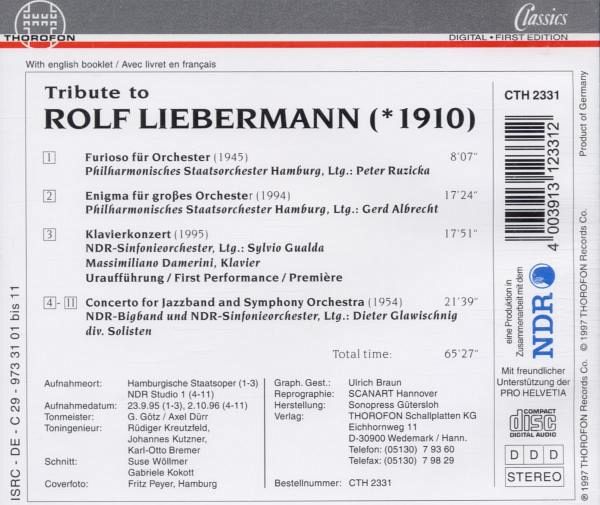 THOROFON
Classics
DIGITAL • FIRST EDITION
With english booklet / Avec livret en français
Tribute to
ROLF LIEBERMANN (*1910)
1 Furioso für Orchester (1945) 8'07"
Philharmonisches Staatsorchester Hamburg, Ltg.: Peter Ruzicka
2 Enigma für großes Orchester (1994) 17'24"
Philharmonisches Staatsorchester Hamburg, Ltg.: Gerd Albrecht
3 Klavierkonzert (1995) 17'51"
NDR-Sinfonieorchester, Ltg.: Sylvio Gualda
Massimiliano Damerini, Klavier
Uraufführung / First Performance / Première
4 - 11 Concerto for Jazzband and Symphony Orchestra (1954) 21'39"
NDR-Bigband und NDR-Sinfonieorchester, Ltg.: Dieter Glawischnig
div. Solisten
Total time: 65'27"
Aufnahmeort: Hamburgische Staatsoper (1-3)
NDR Studio 1 (4-11)
Aufnahmedatum: 23.9.95 (1-3), 2.10.96 (4-11)
Tonmeister: G. Götz / Axel Dürr
Toningenieur: Rüdiger Kreutzfeld,
Johannes Kutzner,
Karl-Otto Bremer
Schnitt: Suse Wöllmer
Gabriele Kokott
Coverfoto: Fritz Peyer, Hamburg
Graph. Gest.: Ulrich Braun
Reprographie: SCANART Hannover
Herstellung: Sonopress Gütersloh
Verlag: THOROFON Schallplatten KG
Eichhornweg 11
D-30900 Wedemark / Hann.
Telefon: (05130) 7 93 60
Telefax: (05130) 7 98 29
Bestellnummer: CTH 2331
CTH 2331
4 003913 123312
eine Produktion in
Zusammenarbeit mit dem
NDR
Mit freundlicher
Unterstützung der
PRO HELVETIA
COMPACT
disc
DIGITAL AUDIO
D D D
STEREO
Product of Germany
© 1997 THOROFON Records Co.
℗ 1997 THOROFON Records Co.
ISRC - DE - C 29 - 973 31 01 bis 11